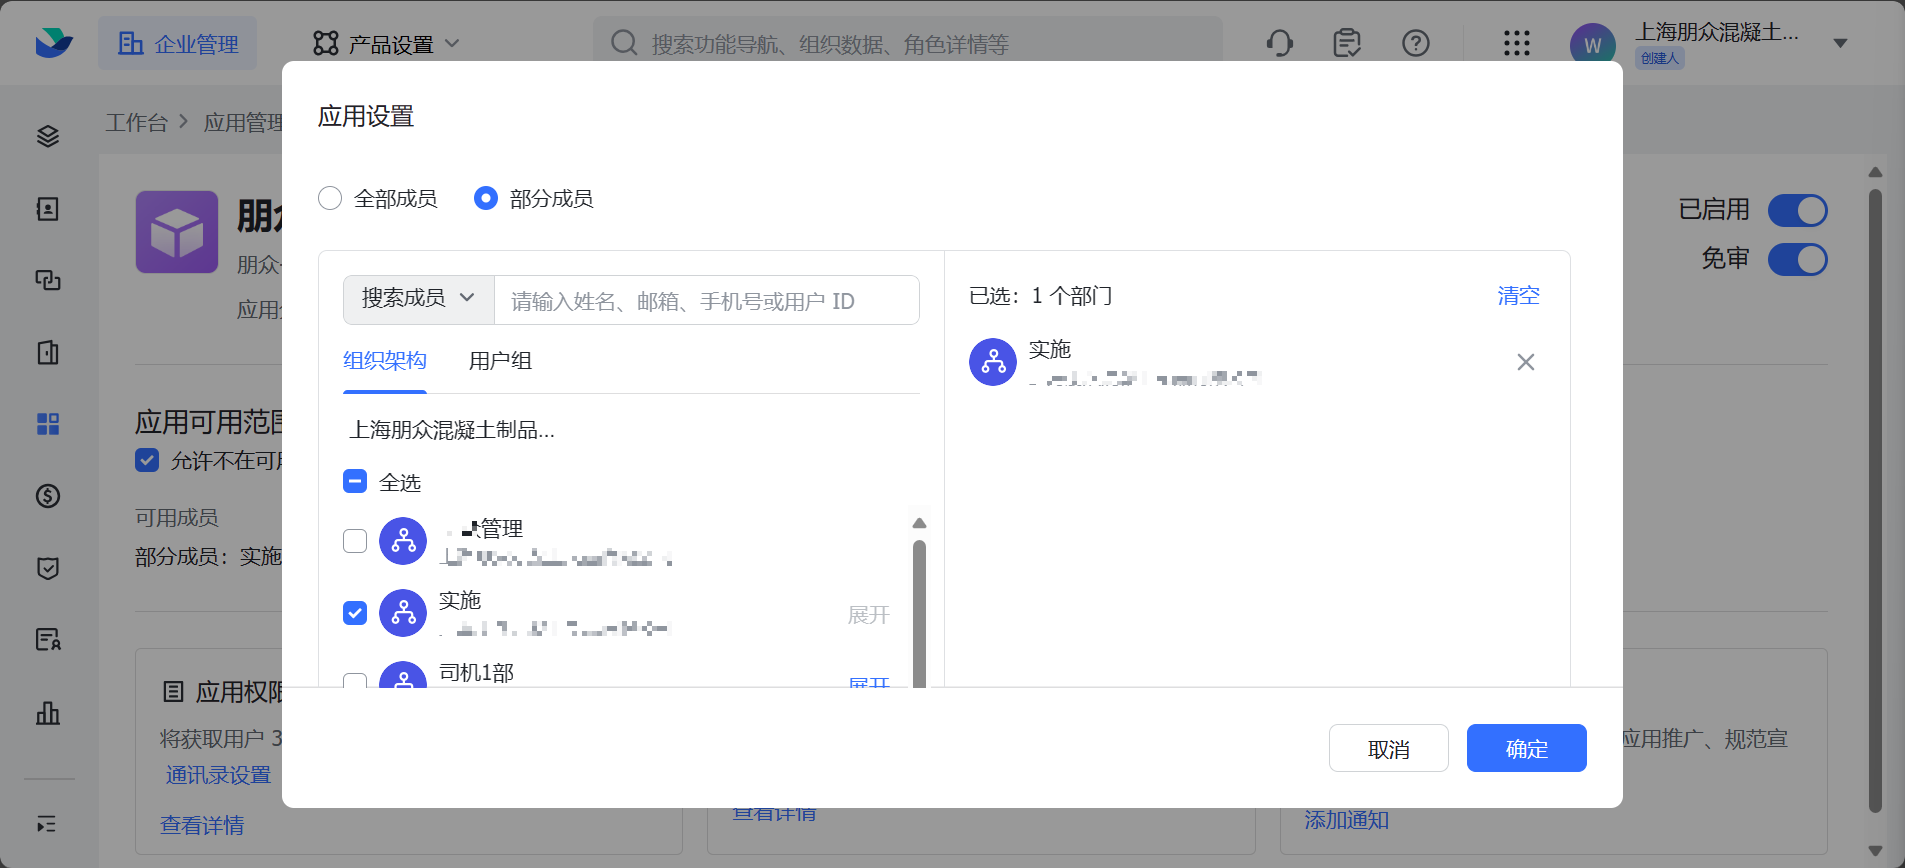 企业管理
产品设置
搜索功能导航、组织数据、角色详情等
W
上海朋众混凝土...
创建人
工作台
应用管理
朋众
朋众
应用
已启用
免审
应用可用范围
允许不在可用
可用成员
部分成员：实施
应用权限
将获取用户 3
通讯录设置
查看详情
查看详情
应用推广、规范宣
添加通知
应用设置
全部成员
部分成员
搜索成员
请输入姓名、邮箱、手机号或用户 ID
组织架构
用户组
上海朋众混凝土制品...
全选
众管理
实施
展开
司机1部
展开
已选：1 个部门
清空
实施
取消
确定